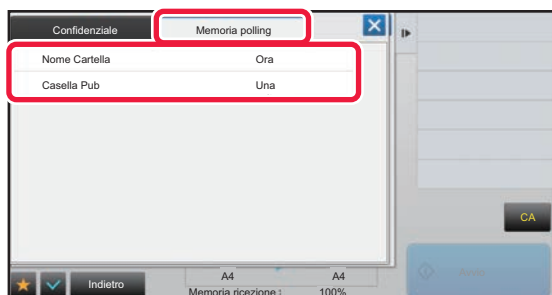 Confidenziale Memoria polling
Nome Cartella Ora
Casella Pub Una
CA
Indietro
A4 A4
Memoria ricezione : 100%